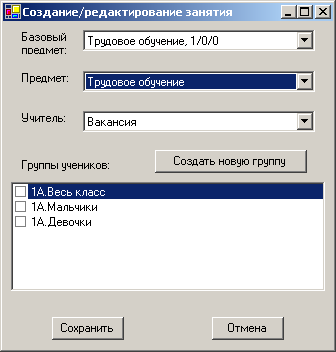 Создание/редактирование занятия
Базовый
предмет:
Трудовое обучение, 1/0/0
Предмет:
Трудовое обучение
Учитель:
Вакансия
Группы учеников:
Создать новую группу
1А.Весь класс
1А.Мальчики
1А.Девочки
Сохранить
Отмена